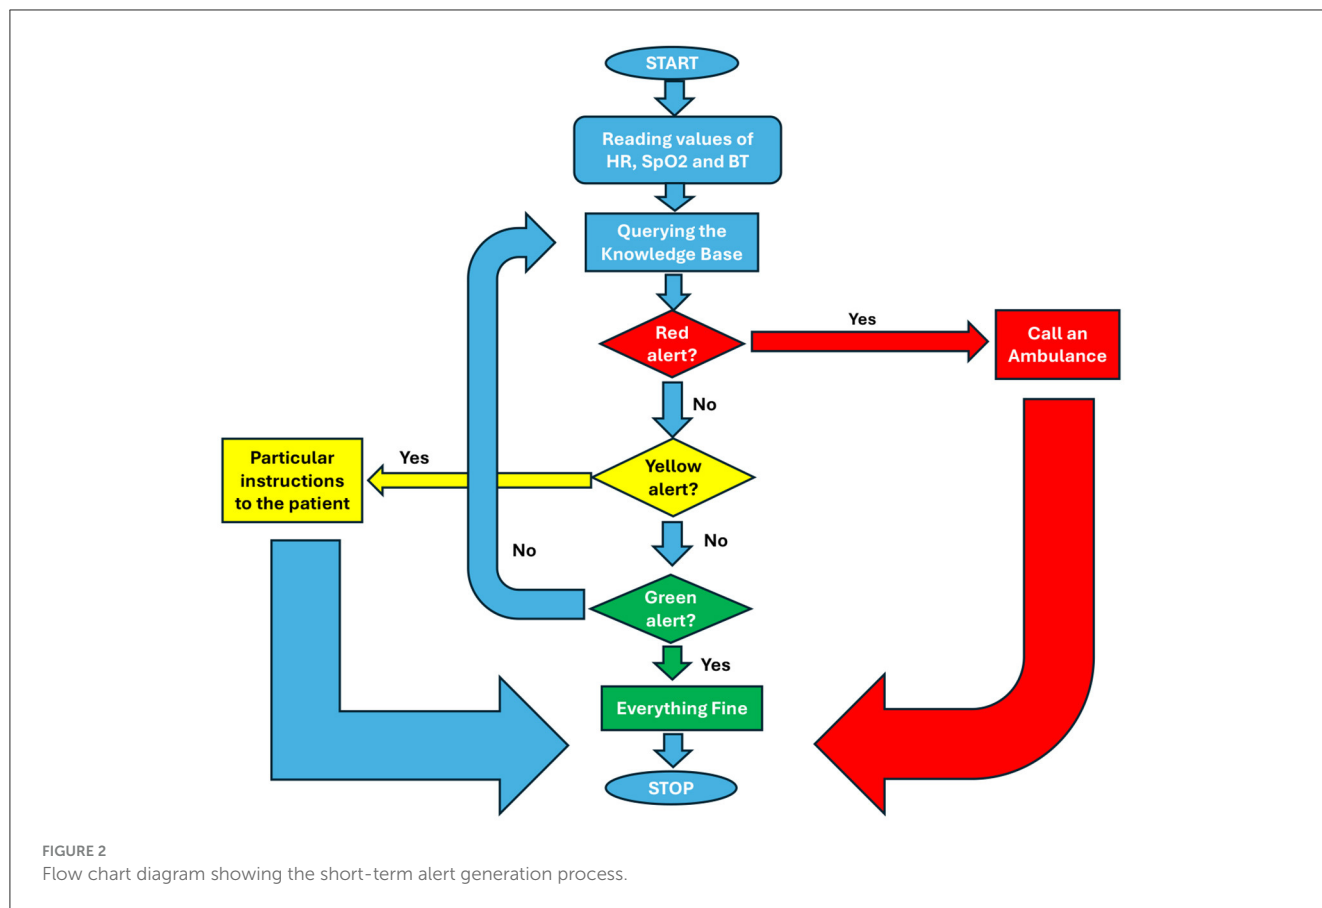 START
Reading values of
HR, SpO2 and BT
Querying the
Knowledge Base
Red
alert?
Yes
Call an
Ambulance
No
Yellow
alert?
Yes
Particular
instructions
to the patient
No
Green
alert?
No
Yes
Everything Fine
STOP
FIGURE 2
Flow chart diagram showing the short-term alert generation process.